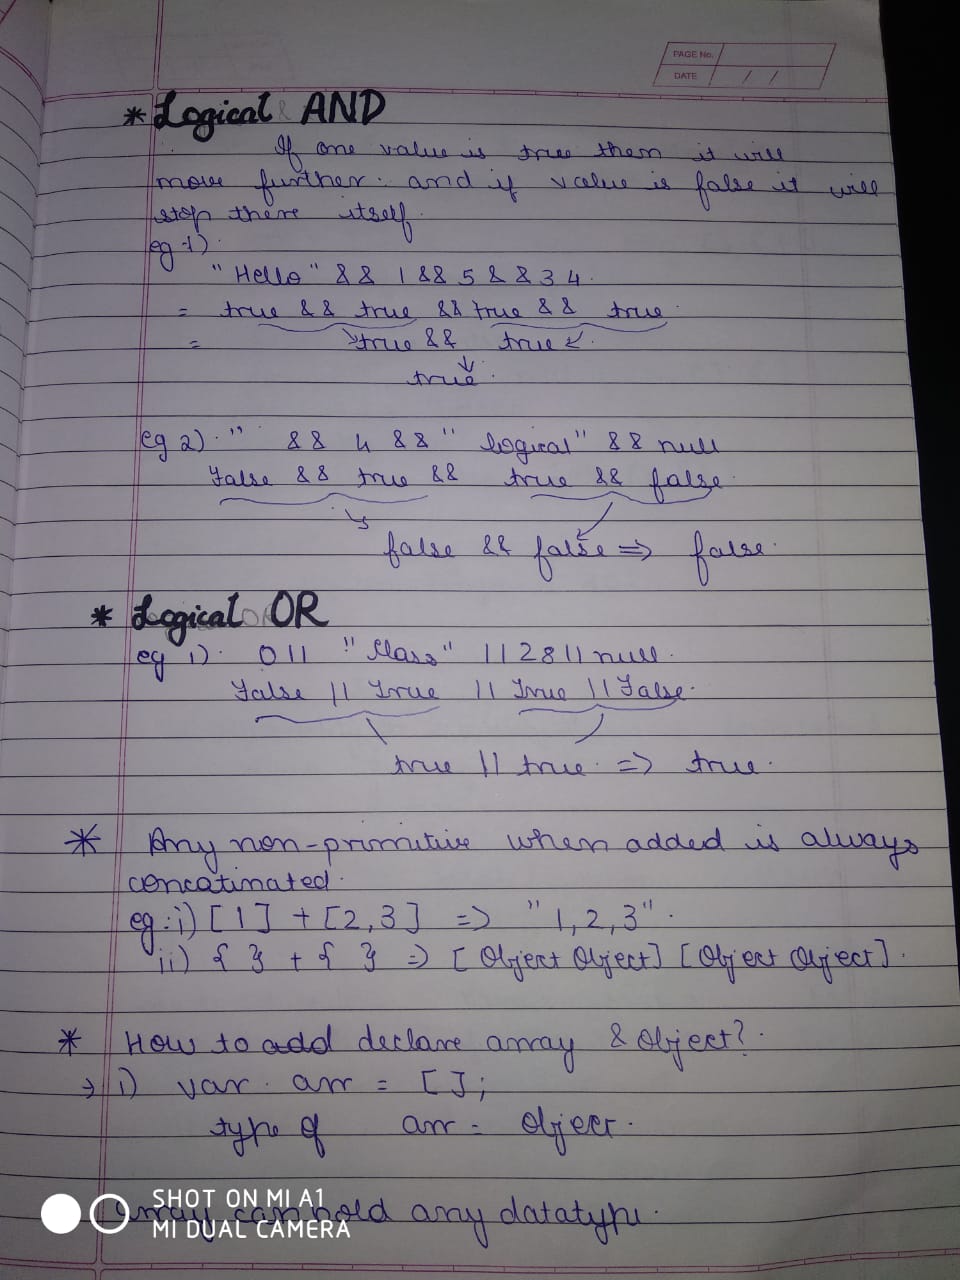 PAGE No.
DATE / /
* Logical AND
If one value is true them it will
move further. and if value is false it will
stop there itself.
eg 1)
"Hello" && 1 && 5 && 34.
= true && true && true && true.
= true && true.
true.
eg 2). " && 4 && " logical" && null
False && true && true && false.
false && false => false.
* Logical OR
eg 1). 0 || "Mass" || 28 || null.
False || True || True || False.
true || true. => true.
* Any non-primitive when added is always
concatinated.
eg: i) [1] + [2,3] => "1,2,3".
ii) { } + { } => [Object Object] [Object Object].
* How to add declare array & Object?.
→ i) var. arr = [];
type of arr = Object.
SHOT ON MI A1
MI DUAL CAMERA
array can hold any datatype.